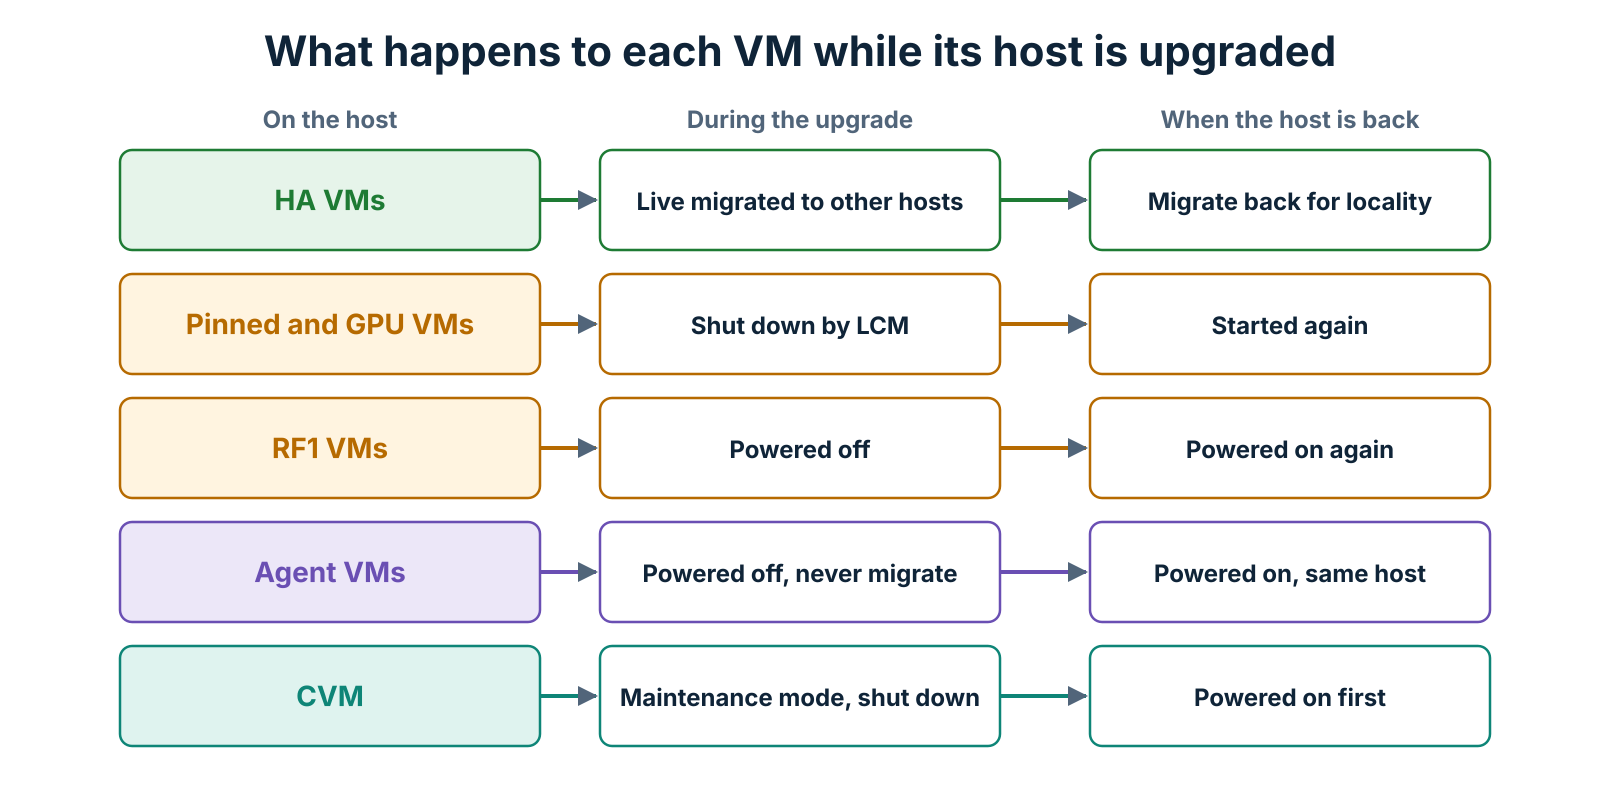 What happens to each VM while its host is upgraded
On the host
During the upgrade
When the host is back
HA VMs
Live migrated to other hosts
Migrate back for locality
Pinned and GPU VMs
Shut down by LCM
Started again
RF1 VMs
Powered off
Powered on again
Agent VMs
Powered off, never migrate
Powered on, same host
CVM
Maintenance mode, shut down
Powered on first